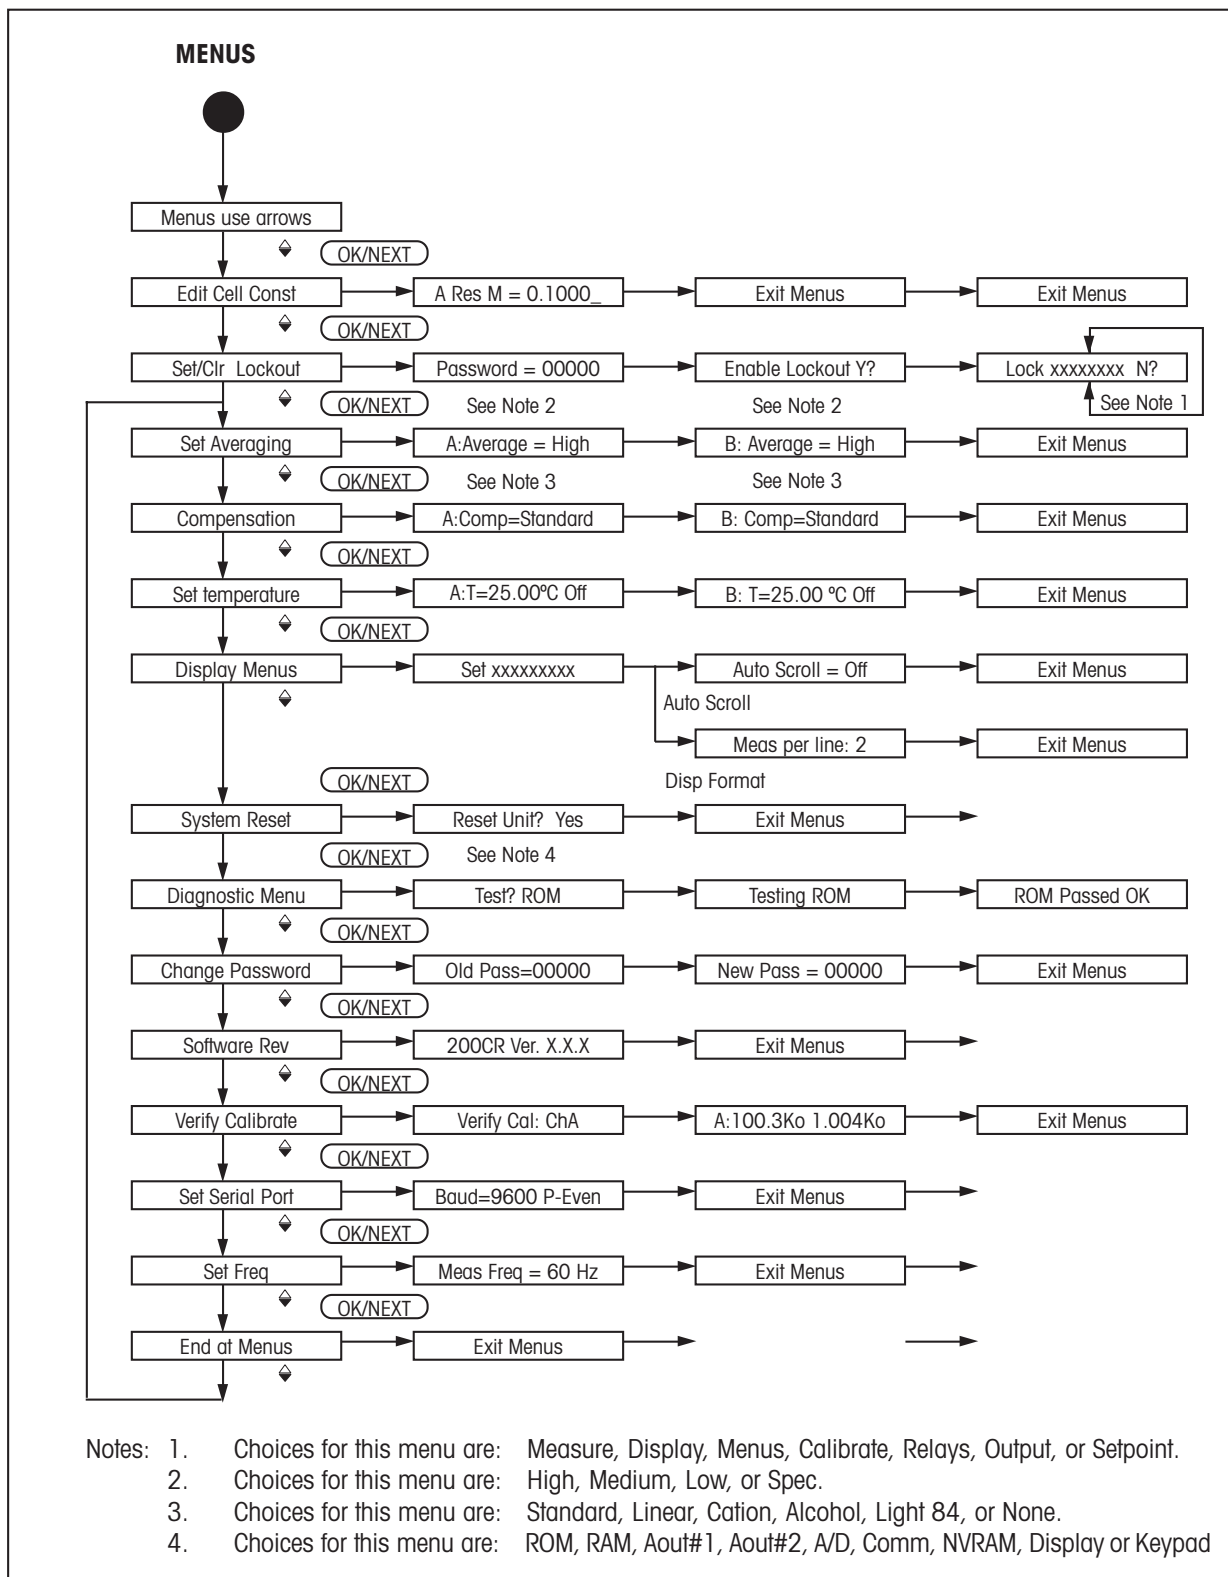 MENUS
Menus use arrows
OK/NEXT
Edit Cell Const A Res M = 0.1000_ Exit Menus Exit Menus
OK/NEXT
Set/Clr Lockout Password = 00000 Enable Lockout Y? Lock xxxxxxxx N?
OK/NEXT See Note 2 See Note 2 See Note 1
Set Averaging A:Average = High B: Average = High Exit Menus
OK/NEXT See Note 3 See Note 3
Compensation A:Comp=Standard B: Comp=Standard Exit Menus
OK/NEXT
Set temperature A:T=25.00ºC Off B: T=25.00 ºC Off Exit Menus
OK/NEXT
Display Menus Set xxxxxxxxx Auto Scroll = Off Exit Menus
Auto Scroll
Meas per line: 2 Exit Menus
OK/NEXT Disp Format
System Reset Reset Unit? Yes Exit Menus
OK/NEXT See Note 4
Diagnostic Menu Test? ROM Testing ROM ROM Passed OK
OK/NEXT
Change Password Old Pass=00000 New Pass = 00000 Exit Menus
OK/NEXT
Software Rev 200CR Ver. X.X.X Exit Menus
OK/NEXT
Verify Calibrate Verify Cal: ChA A:100.3Ko 1.004Ko Exit Menus
OK/NEXT
Set Serial Port Baud=9600 P-Even Exit Menus
OK/NEXT
Set Freq Meas Freq = 60 Hz Exit Menus
OK/NEXT
End at Menus Exit Menus
Notes: 1. Choices for this menu are: Measure, Display, Menus, Calibrate, Relays, Output, or Setpoint.
2. Choices for this menu are: High, Medium, Low, or Spec.
3. Choices for this menu are: Standard, Linear, Cation, Alcohol, Light 84, or None.
4. Choices for this menu are: ROM, RAM, Aout#1, Aout#2, A/D, Comm, NVRAM, Display or Keypad